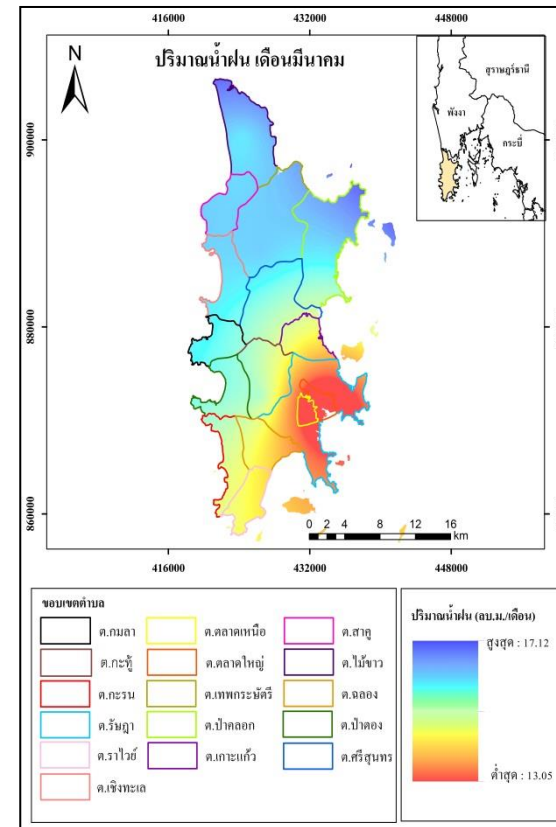 416000 432000 448000
ปริมาณน้ำฝน เดือนมีนาคม
N
สุราษฎร์ธานี
พังงา
กระบี่
900000
880000
860000
0 2 4 8 12 16
km
416000 432000 448000
ขอบเขตตำบล
ต.กมลา ต.ตลาดเหนือ ต.สาคู
ต.กะทู้ ต.ตลาดใหญ่ ต.ไม้ขาว
ต.กะรน ต.เทพกระษัตรี ต.ฉลอง
ต.รัษฎา ต.ป่าคลอก ต.ป่าตอง
ต.ราไวย์ ต.เกาะแก้ว ต.ศรีสุนทร
ต.เชิงทะเล
ปริมาณน้ำฝน (ลบ.ม./เดือน)
สูงสุด : 17.12
ต่ำสุด : 13.05